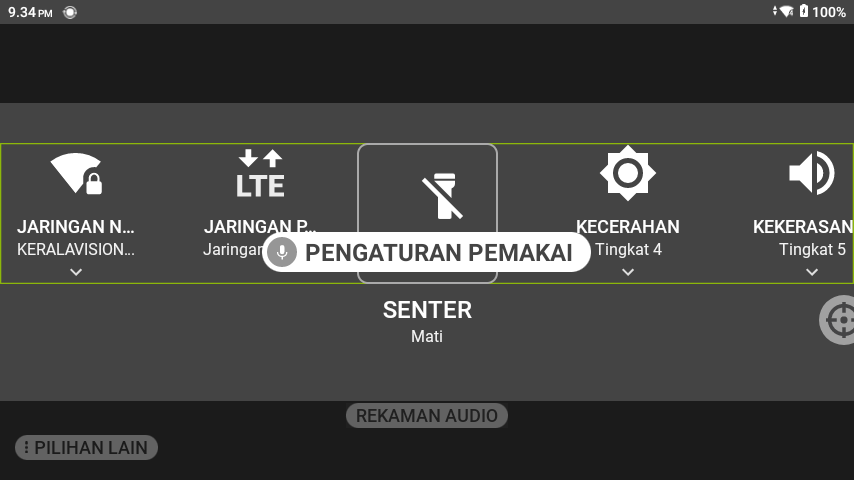 9.34 PM
100%
LTE
JARINGAN N...
JARINGAN P...
KECERAHAN
KEKERASAN
KERALAVISION...
Jaringan
Tingkat 4
Tingkat 5
PENGATURAN PEMAKAI
SENTER
Mati
REKAMAN AUDIO
PILIHAN LAIN